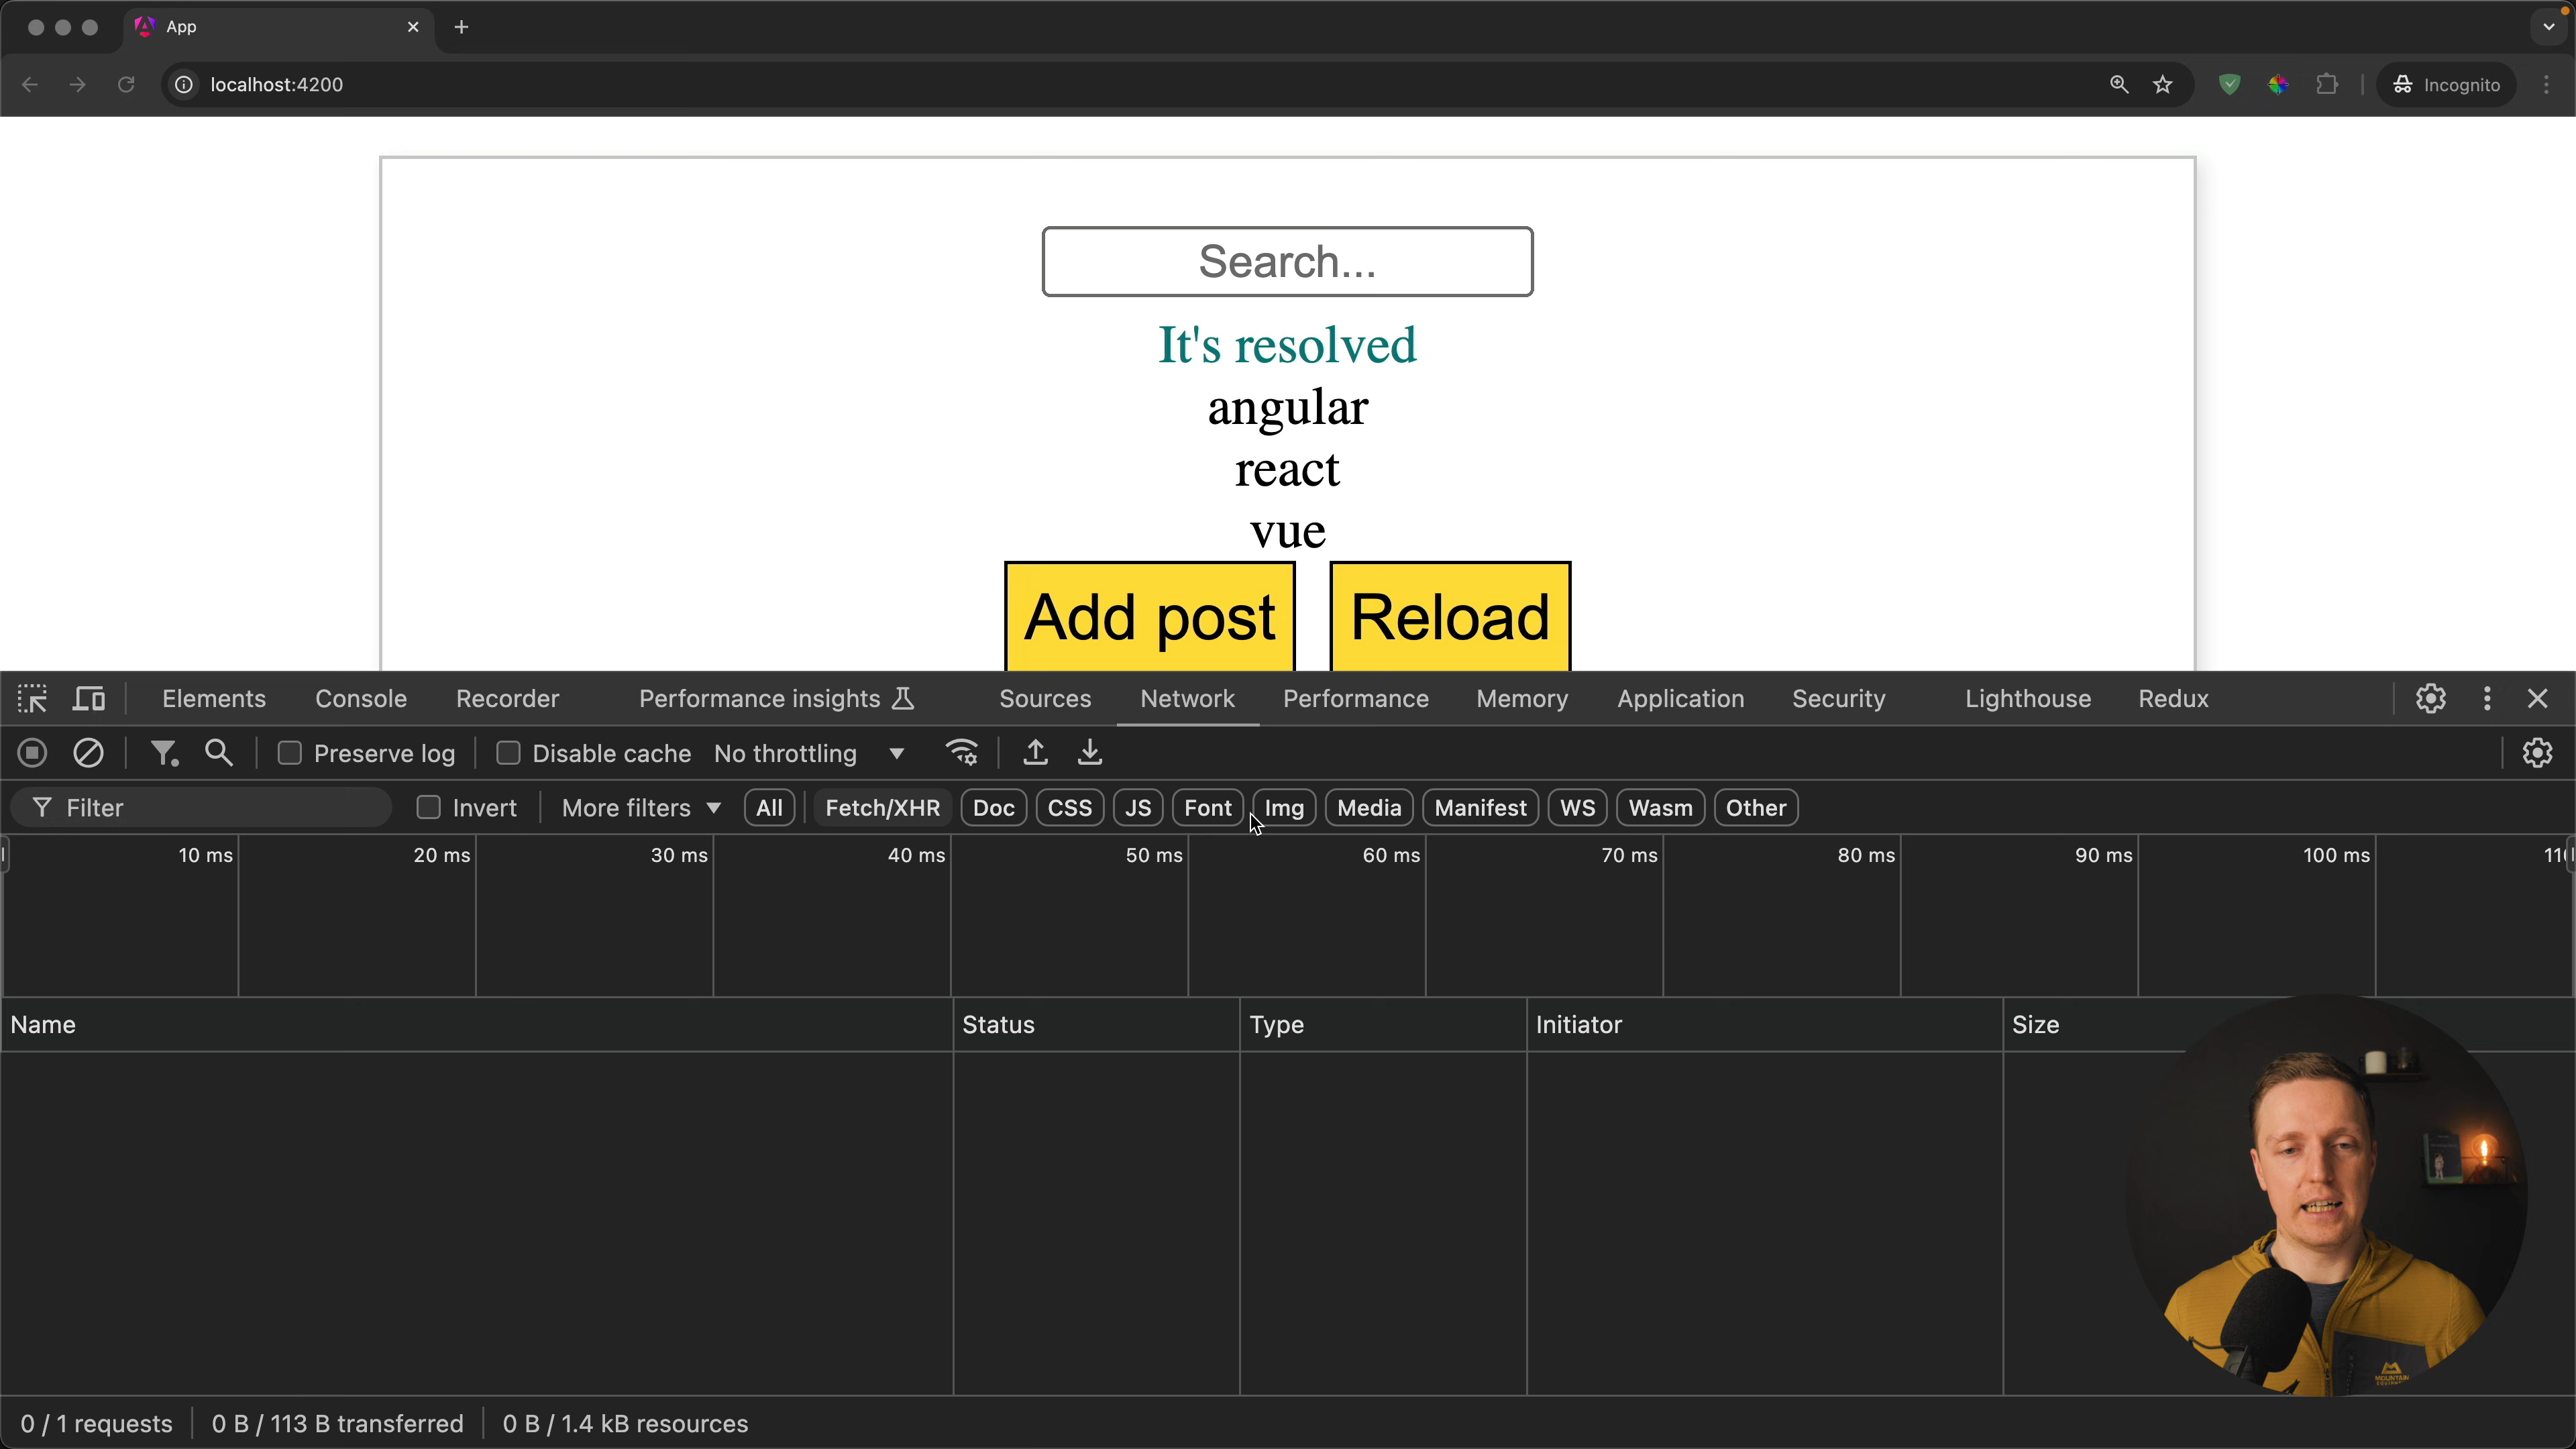 App
localhost:4200
Incognito
Search...
It's resolved
angular
react
vue
Add post Reload
Elements Console Recorder Performance insights Sources Network Performance Memory Application Security Lighthouse Redux
Preserve log Disable cache No throttling
Filter Invert More filters All Fetch/XHR Doc CSS JS Font Img Media Manifest WS Wasm Other
10 ms 20 ms 30 ms 40 ms 50 ms 60 ms 70 ms 80 ms 90 ms 100 ms
Name Status Type Initiator Size
MOUNTAIN
0 / 1 requests 0 B / 113 B transferred 0 B / 1.4 kB resources